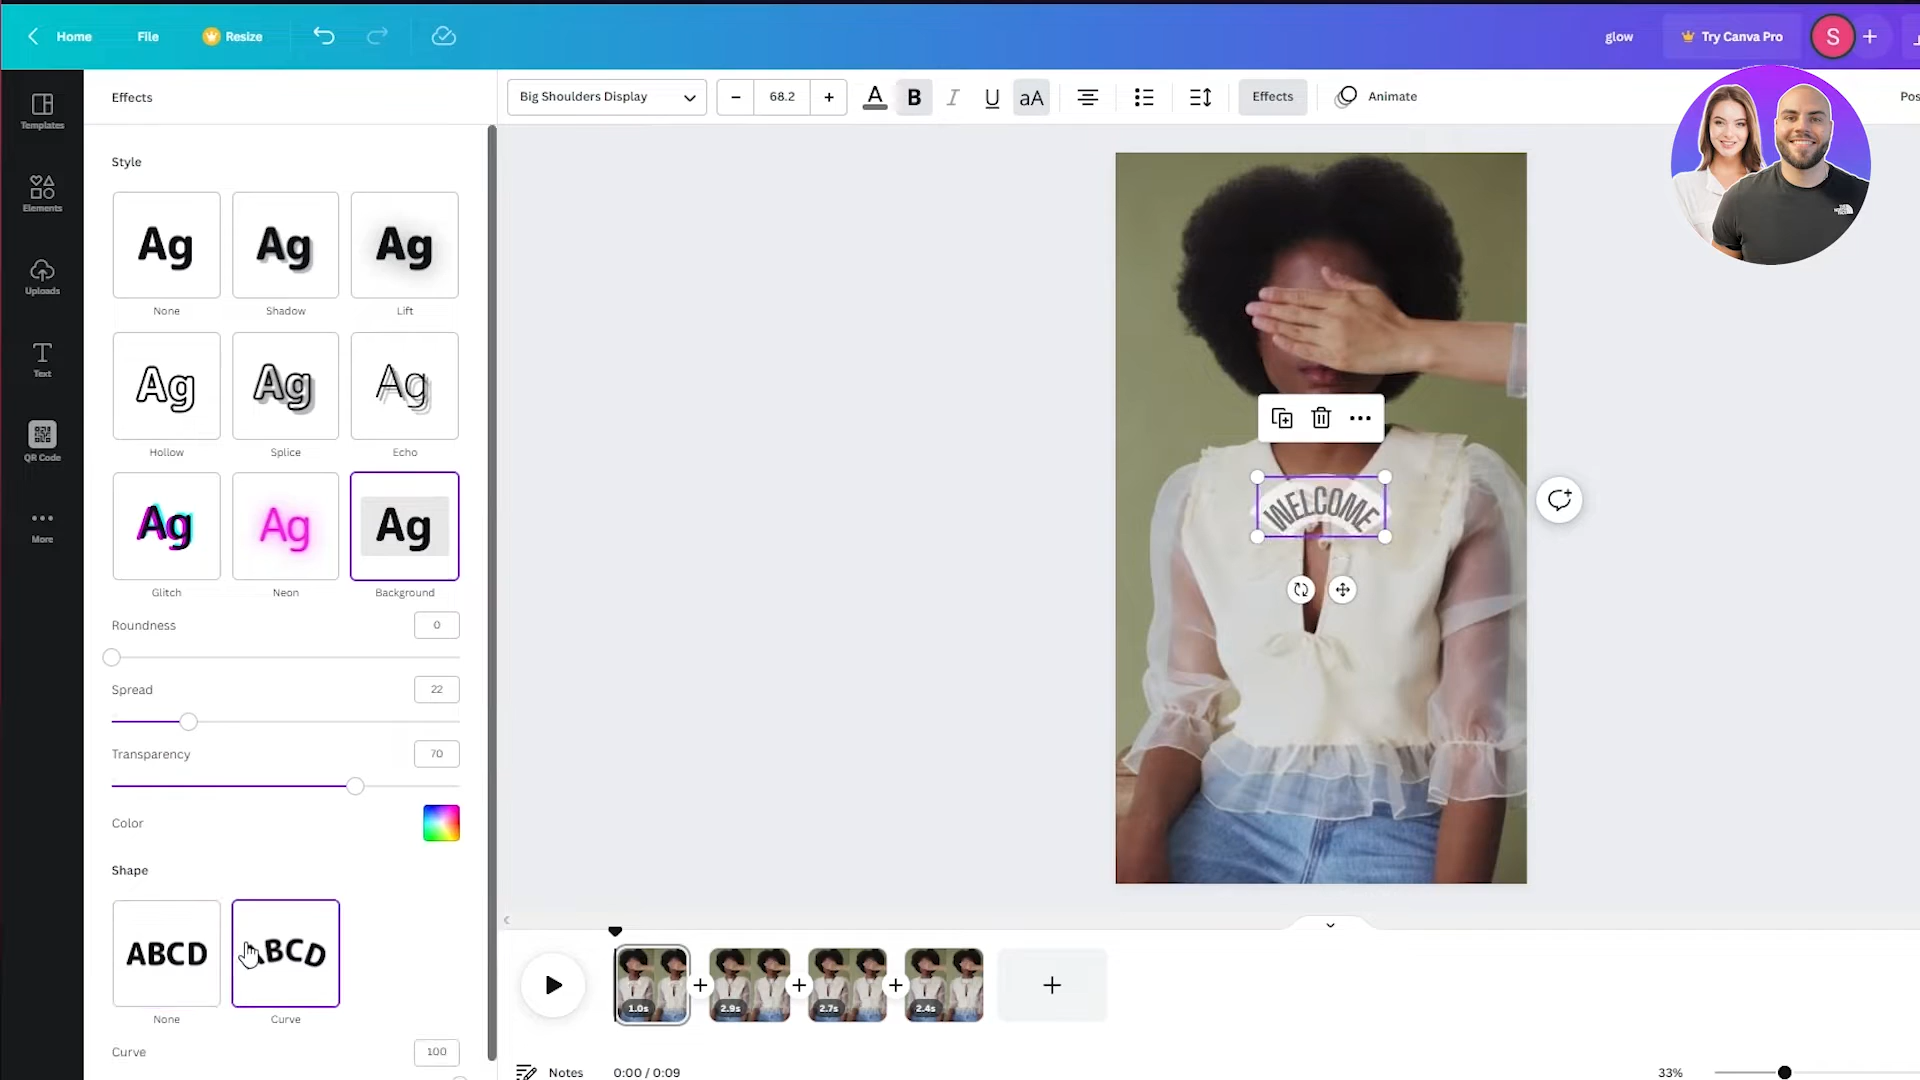 Home
File
Resize
glow
Try Canva Pro
S
Effects
Big Shoulders Display
68.2
A
B
I
U
aA
Effects
Animate
Pos
Templates
Elements
Uploads
Text
QR Code
More
Style
Ag
Ag
Ag
None
Shadow
Lift
Ag
Ag
Ag
Hollow
Splice
Echo
Ag
Ag
Ag
Glitch
Neon
Background
Roundness
0
Spread
22
Transparency
70
Color
Shape
ABCD
ABCD
None
Curve
Curve
100
WELCOME
1.0s
2.9s
2.7s
2.4s
Notes
0:00 / 0:09
33%